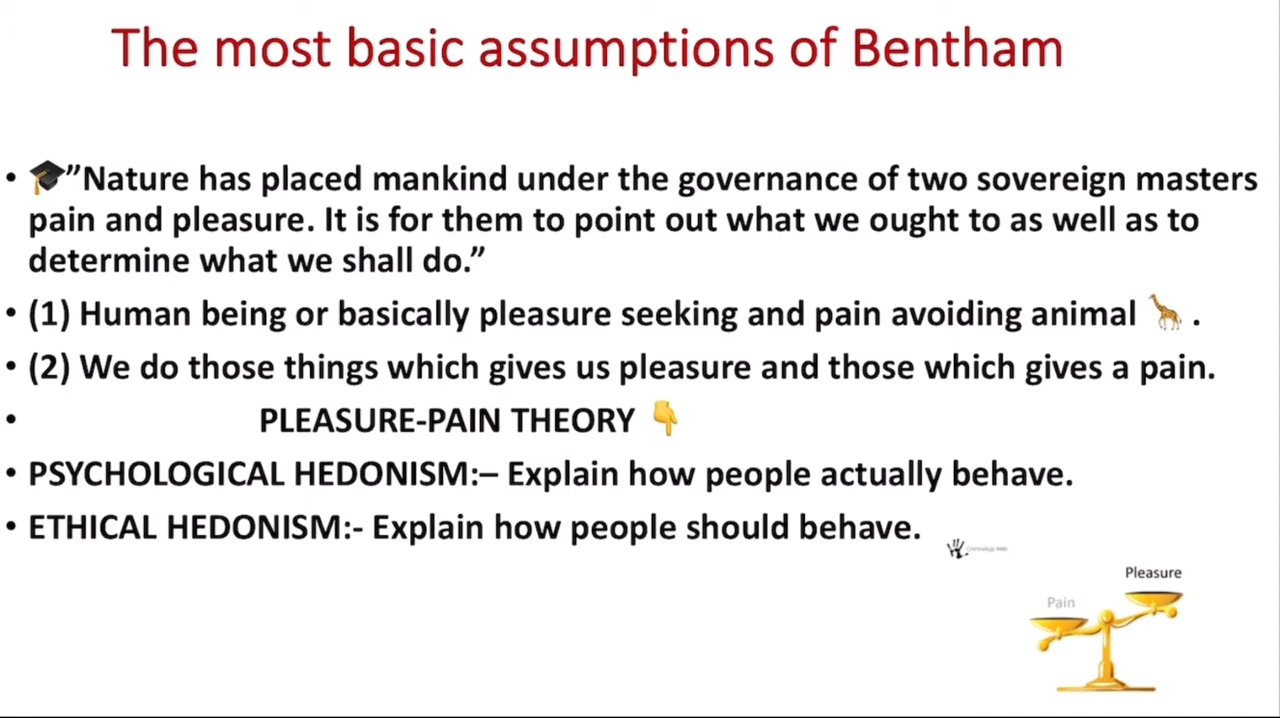 The most basic assumptions of Bentham
• 🎓”Nature has placed mankind under the governance of two sovereign masters
pain and pleasure. It is for them to point out what we ought to as well as to
determine what we shall do.”
• (1) Human being or basically pleasure seeking and pain avoiding animal 🦒 .
• (2) We do those things which gives us pleasure and those which gives a pain.
• PLEASURE-PAIN THEORY 👇
• PSYCHOLOGICAL HEDONISM:– Explain how people actually behave.
• ETHICAL HEDONISM:- Explain how people should behave.
Criminology Web
Pleasure
Pain